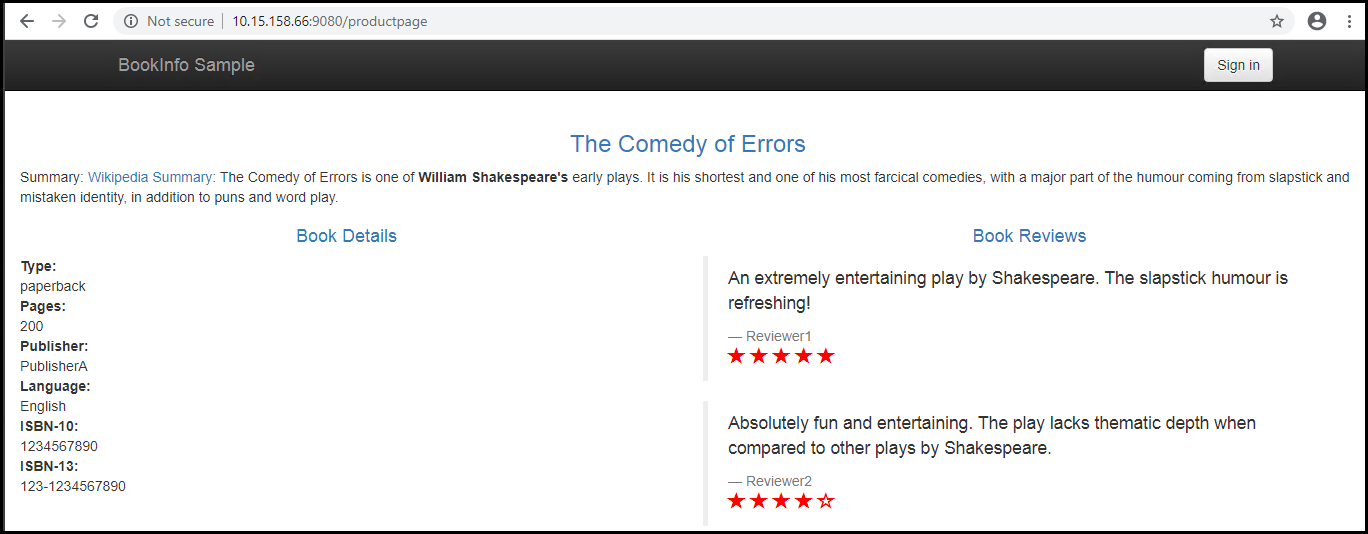 Not secure | 10.15.158.66:9080/productpage
BookInfo Sample
Sign in
The Comedy of Errors
Summary: Wikipedia Summary: The Comedy of Errors is one of William Shakespeare's early plays. It is his shortest and one of his most farcical comedies, with a major part of the humour coming from slapstick and
mistaken identity, in addition to puns and word play.
Book Details
Type:
paperback
Pages:
200
Publisher:
PublisherA
Language:
English
ISBN-10:
1234567890
ISBN-13:
123-1234567890
Book Reviews
An extremely entertaining play by Shakespeare. The slapstick humour is
refreshing!
— Reviewer1
Absolutely fun and entertaining. The play lacks thematic depth when
compared to other plays by Shakespeare.
— Reviewer2